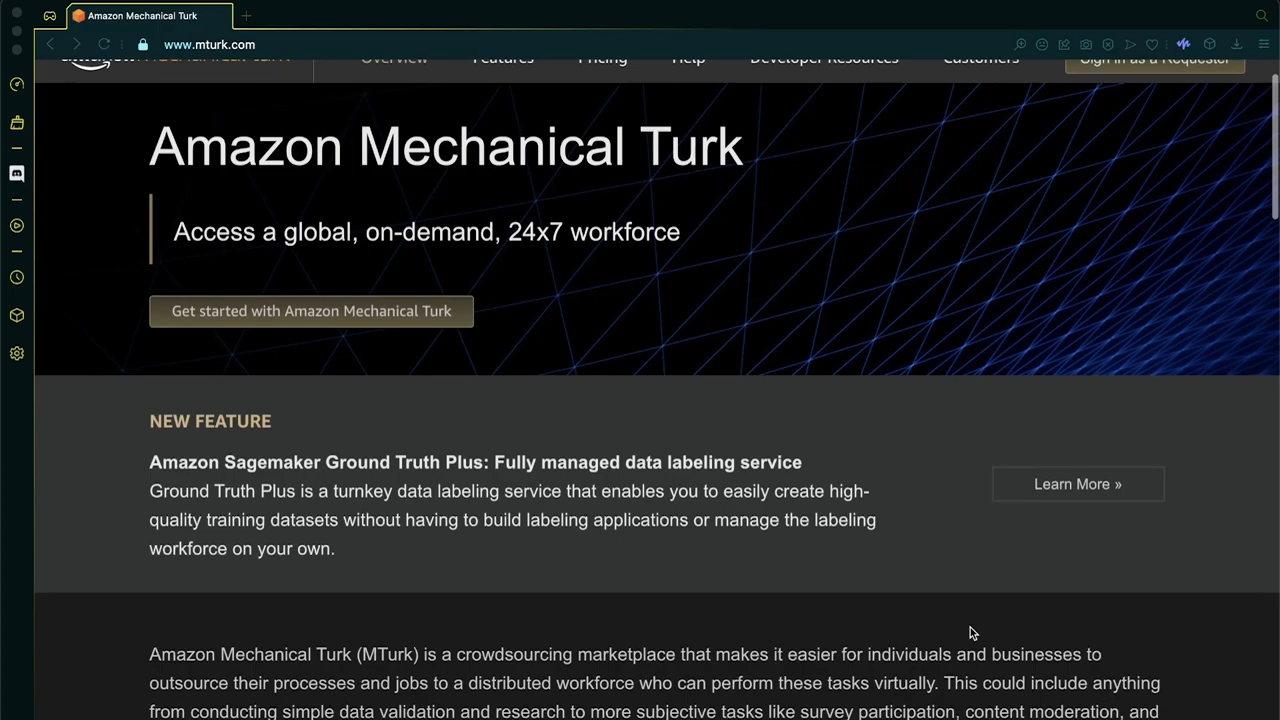 Amazon Mechanical Turk
www.mturk.com
Overview Features Pricing Help Developer Resources Customers Sign in as a Requester
Amazon Mechanical Turk
Access a global, on-demand, 24x7 workforce
Get started with Amazon Mechanical Turk
NEW FEATURE
Amazon Sagemaker Ground Truth Plus: Fully managed data labeling service
Ground Truth Plus is a turnkey data labeling service that enables you to easily create high-
quality training datasets without having to build labeling applications or manage the labeling
workforce on your own.
Learn More »
Amazon Mechanical Turk (MTurk) is a crowdsourcing marketplace that makes it easier for individuals and businesses to
outsource their processes and jobs to a distributed workforce who can perform these tasks virtually. This could include anything
from conducting simple data validation and research to more subjective tasks like survey participation, content moderation, and